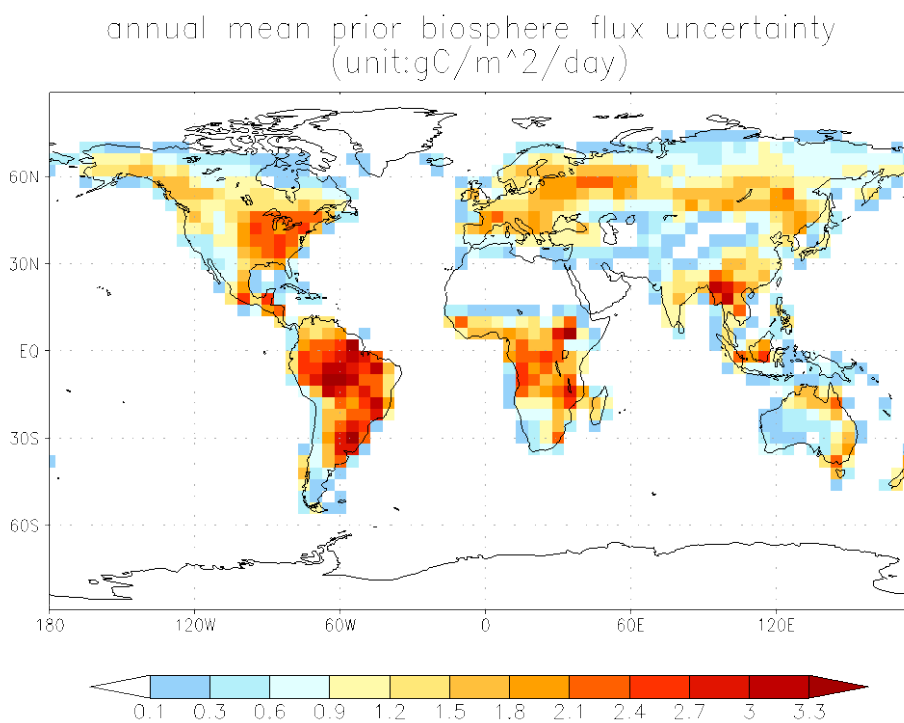 annual mean prior biosphere flux uncertainty
(unit:gC/m^2/day)
60N
30N
EQ
30S
60S
180 120W 60W 0 60E 120E
0.1 0.3 0.6 0.9 1.2 1.5 1.8 2.1 2.4 2.7 3 3.3